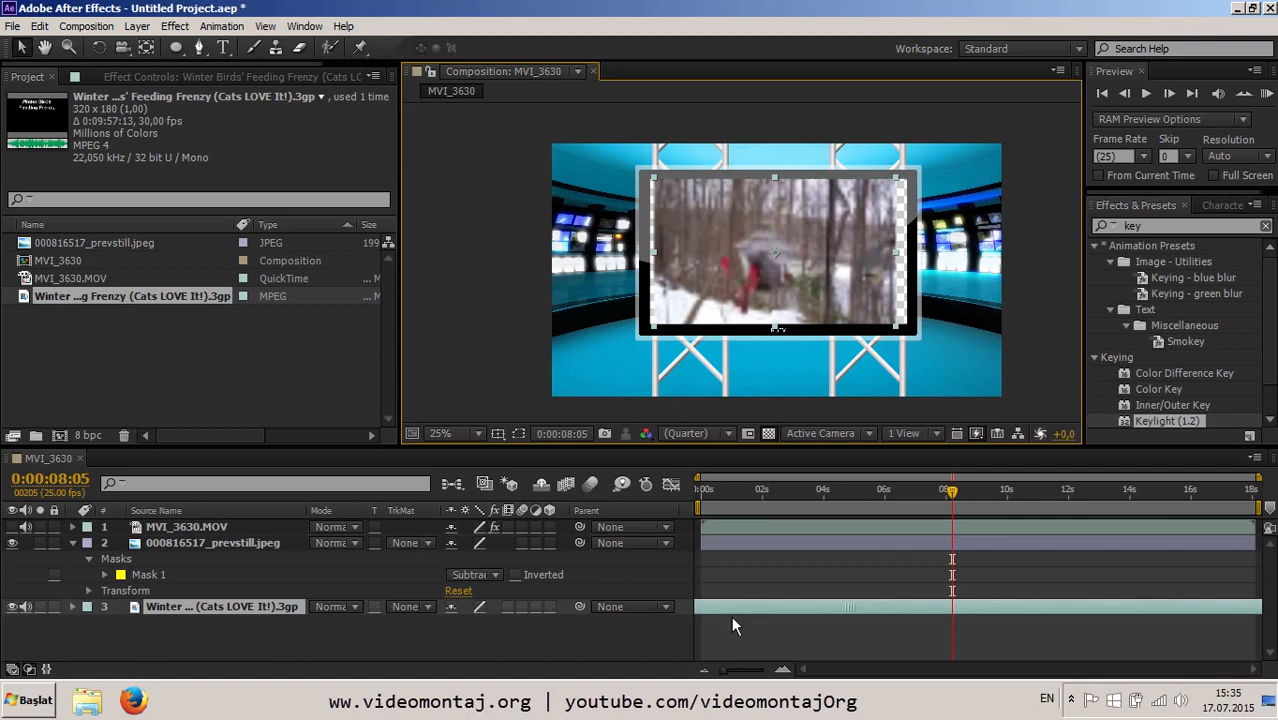 Adobe After Effects - Untitled Project.aep *
File Edit Composition Layer Effect Animation View Window Help
Workspace: Standard Search Help
Project Effect Controls: Winter Birds' Feeding Frenzy (Cats LO
Winter ...s' Feeding Frenzy (Cats LOVE It!).3gp ▾, used 1 time
320 x 180 (1,00)
Δ 0:09:57:13, 30,00 fps
Millions of Colors
MPEG 4
22,050 kHz / 32 bit U / Mono
Name Type Size
000816517_prevstill.jpeg JPEG 199
MVI_3630 Composition
MVI_3630.MOV QuickTime ...
Winter ...g Frenzy (Cats LOVE It!).3gp MPEG ...
8 bpc
Composition: MVI_3630
MVI_3630
25% 0:00:08:05 (Quarter) Active Camera 1 View +0,0
Preview
RAM Preview Options
Frame Rate Skip Resolution
(25) 0 Auto
From Current Time Full Screen
Effects & Presets Characte
key
* Animation Presets
Image - Utilities
Keying - blue blur
Keying - green blur
Text
Miscellaneous
Smokey
Keying
Color Difference Key
Color Key
Inner/Outer Key
Keylight (1.2)
MVI_3630
0:00:08:05
00205 (25.00 fps)
:00s 02s 04s 06s 08s 10s 12s 14s 16s 18s
# Source Name Mode T TrkMat Parent
1 MVI_3630.MOV Norma None
2 000816517_prevstill.jpeg Norma None None
Masks
Mask 1 Subtrac Inverted
Transform Reset
3 Winter ... (Cats LOVE It!).3gp Norma None None
Başlat www.videomontaj.org | youtube.com/videomontajOrg EN 15:35
17.07.2015